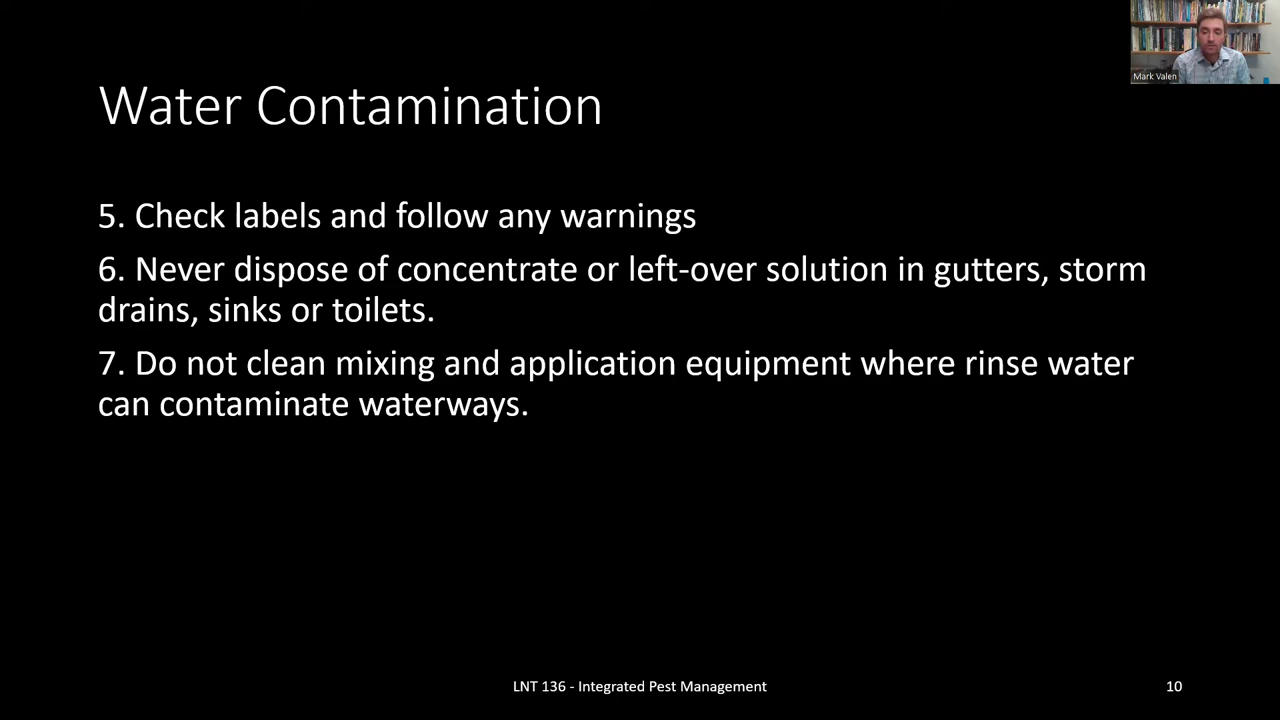 Mark Valen
Water Contamination
5. Check labels and follow any warnings
6. Never dispose of concentrate or left-over solution in gutters, storm
drains, sinks or toilets.
7. Do not clean mixing and application equipment where rinse water
can contaminate waterways.
LNT 136 - Integrated Pest Management
10